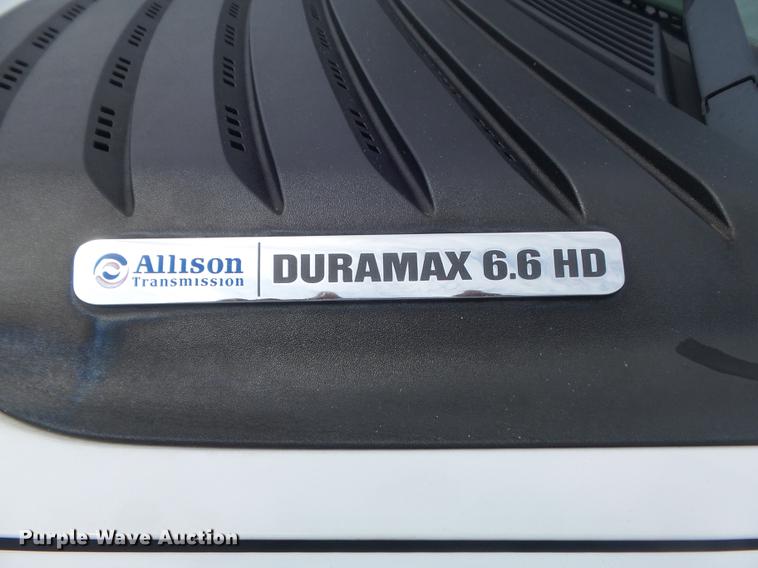 Allison
Transmission
DURAMAX 6.6 HD
Purple Wave Auction